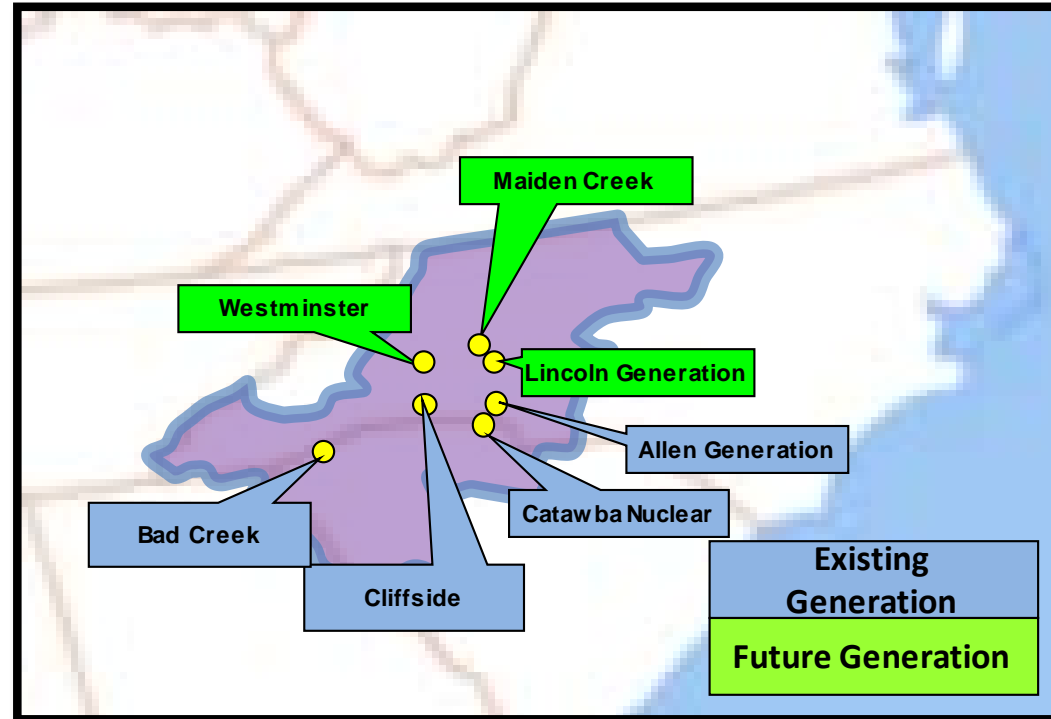 Maiden Creek
Westminster
Lincoln Generation
Allen Generation
Catawba Nuclear
Bad Creek
Cliffside
Existing
Generation
Future Generation